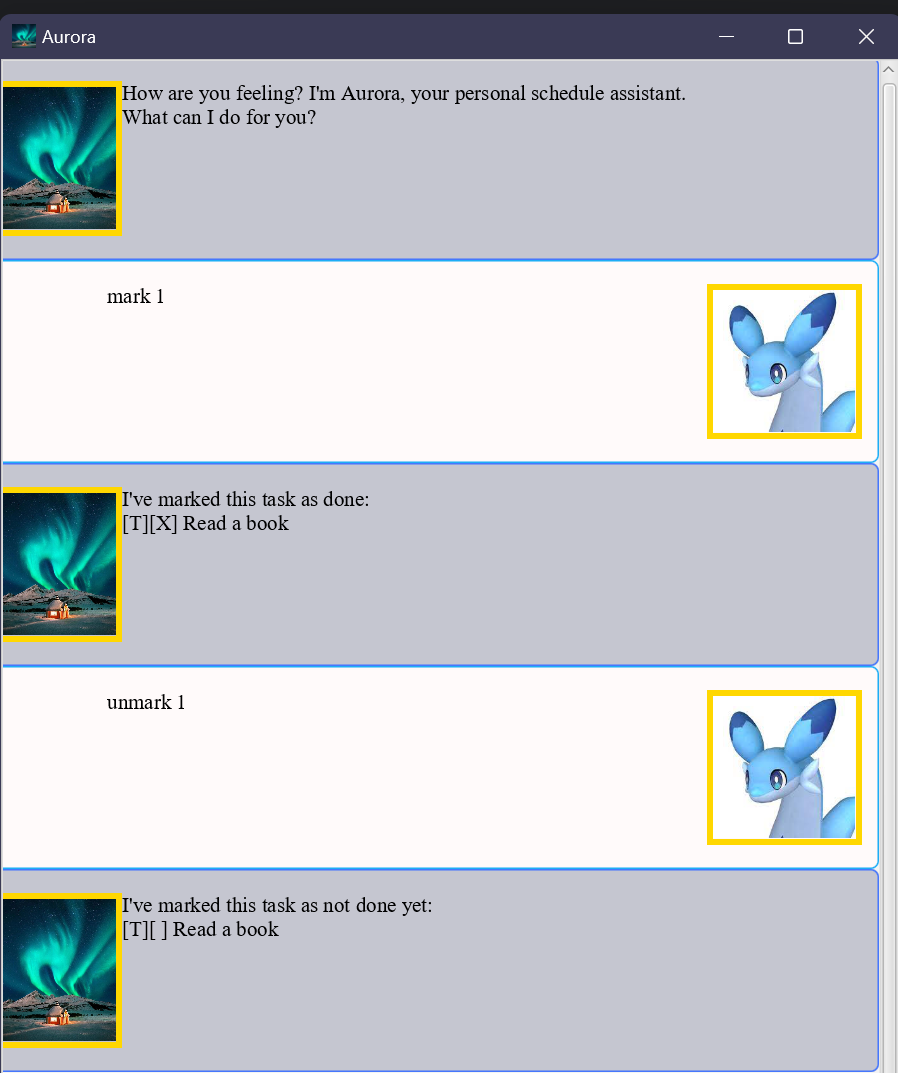 Aurora
How are you feeling? I'm Aurora, your personal schedule assistant.
What can I do for you?
mark 1
I've marked this task as done:
[T][X] Read a book
unmark 1
I've marked this task as not done yet:
[T][ ] Read a book